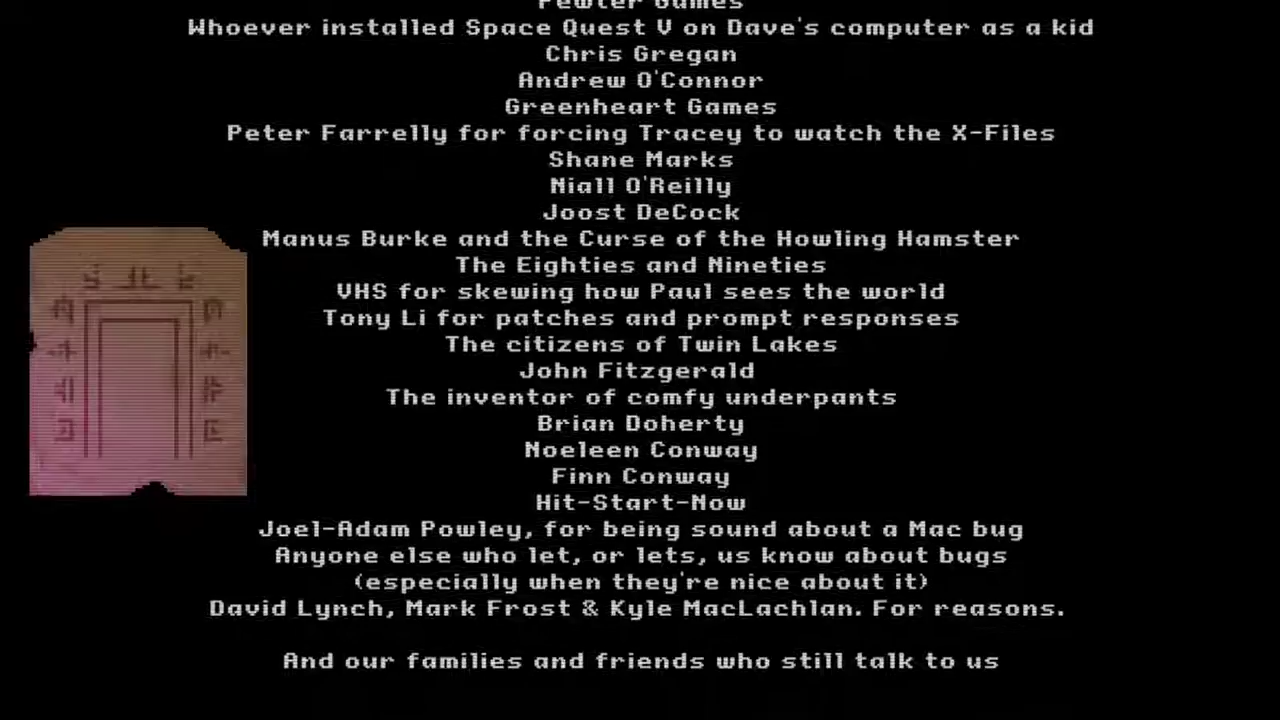 Pewter Games
Whoever installed Space Quest V on Dave's computer as a kid
Chris Gregan
Andrew O'Connor
Greenheart Games
Peter Farrelly for forcing Tracey to watch the X-Files
Shane Marks
Niall O'Reilly
Joost DeCock
Manus Burke and the Curse of the Howling Hamster
The Eighties and Nineties
VHS for skewing how Paul sees the world
Tony Li for patches and prompt responses
The citizens of Twin Lakes
John Fitzgerald
The inventor of comfy underpants
Brian Doherty
Noeleen Conway
Finn Conway
Hit-Start-Now
Joel-Adam Powley, for being sound about a Mac bug
Anyone else who let, or lets, us know about bugs
(especially when they're nice about it)
David Lynch, Mark Frost & Kyle MacLachlan. For reasons.
And our families and friends who still talk to us